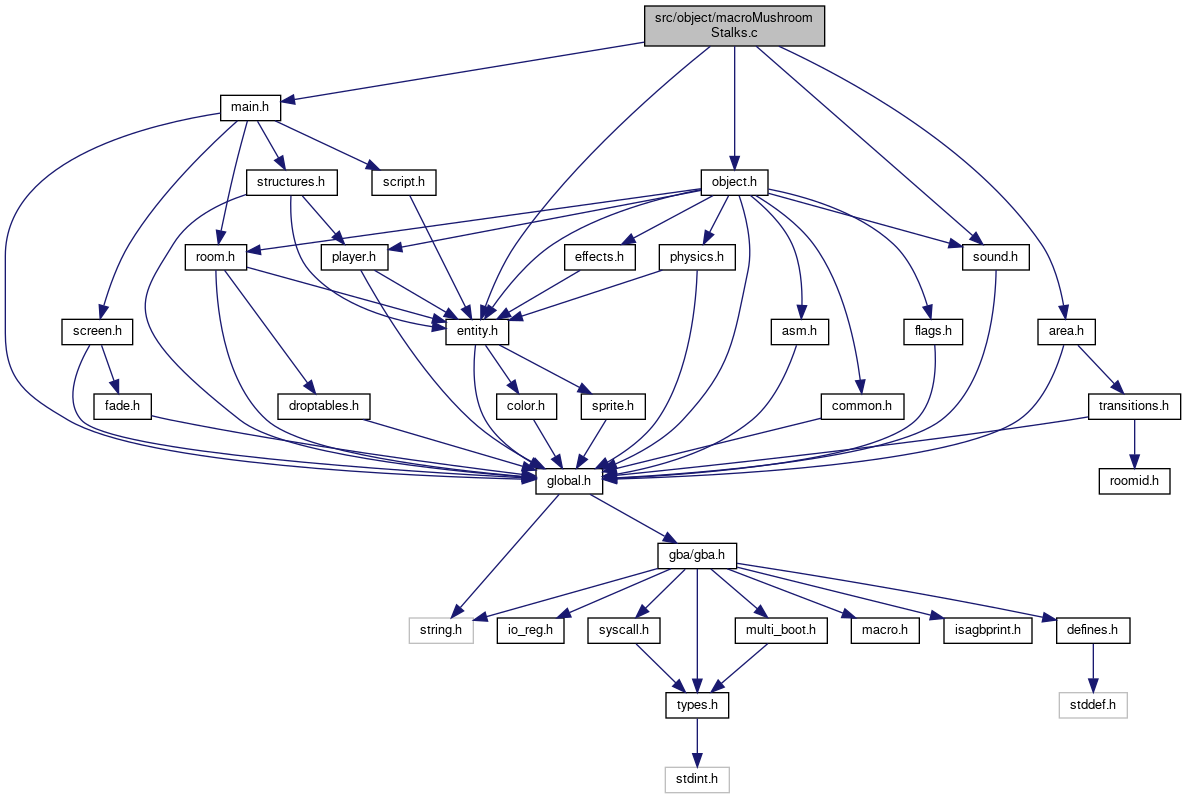 src/object/macroMushroom
Stalks.c
main.h
structures.h
script.h
object.h
room.h
player.h
effects.h
physics.h
sound.h
screen.h
entity.h
asm.h
flags.h
area.h
fade.h
droptables.h
color.h
sprite.h
common.h
transitions.h
global.h
roomid.h
gba/gba.h
string.h
io_reg.h
syscall.h
multi_boot.h
macro.h
isagbprint.h
defines.h
types.h
stddef.h
stdint.h